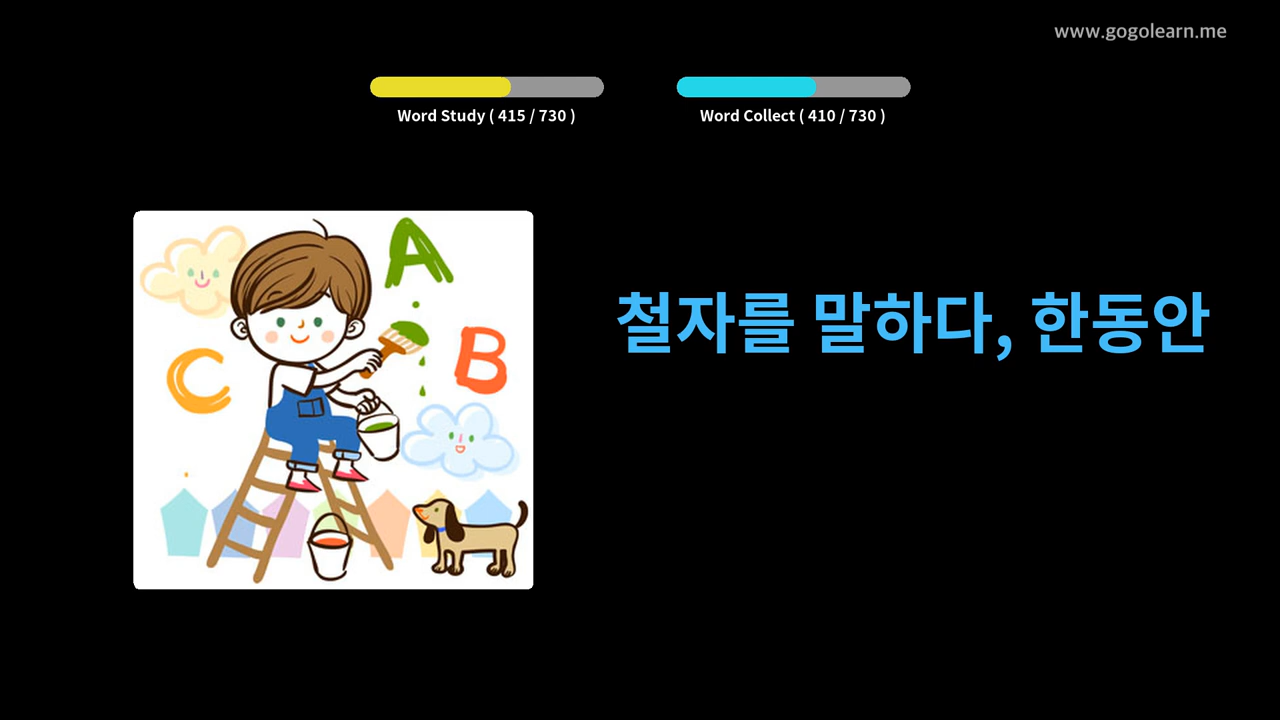 www.gogolearn.me
Word Study ( 415 / 730 )
Word Collect ( 410 / 730 )
A
B
C
철자를 말하다, 한동안